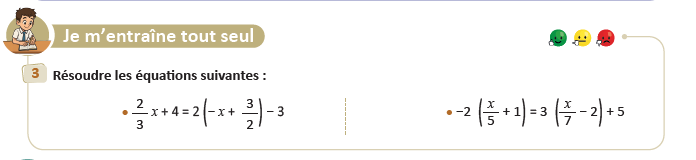 Je m'entraîne tout seul
3 Résoudre les équations suivantes :
• 2/3 x + 4 = 2 (– x + 3/2) – 3 • –2 (x/5 + 1) = 3 (x/7 – 2) + 5